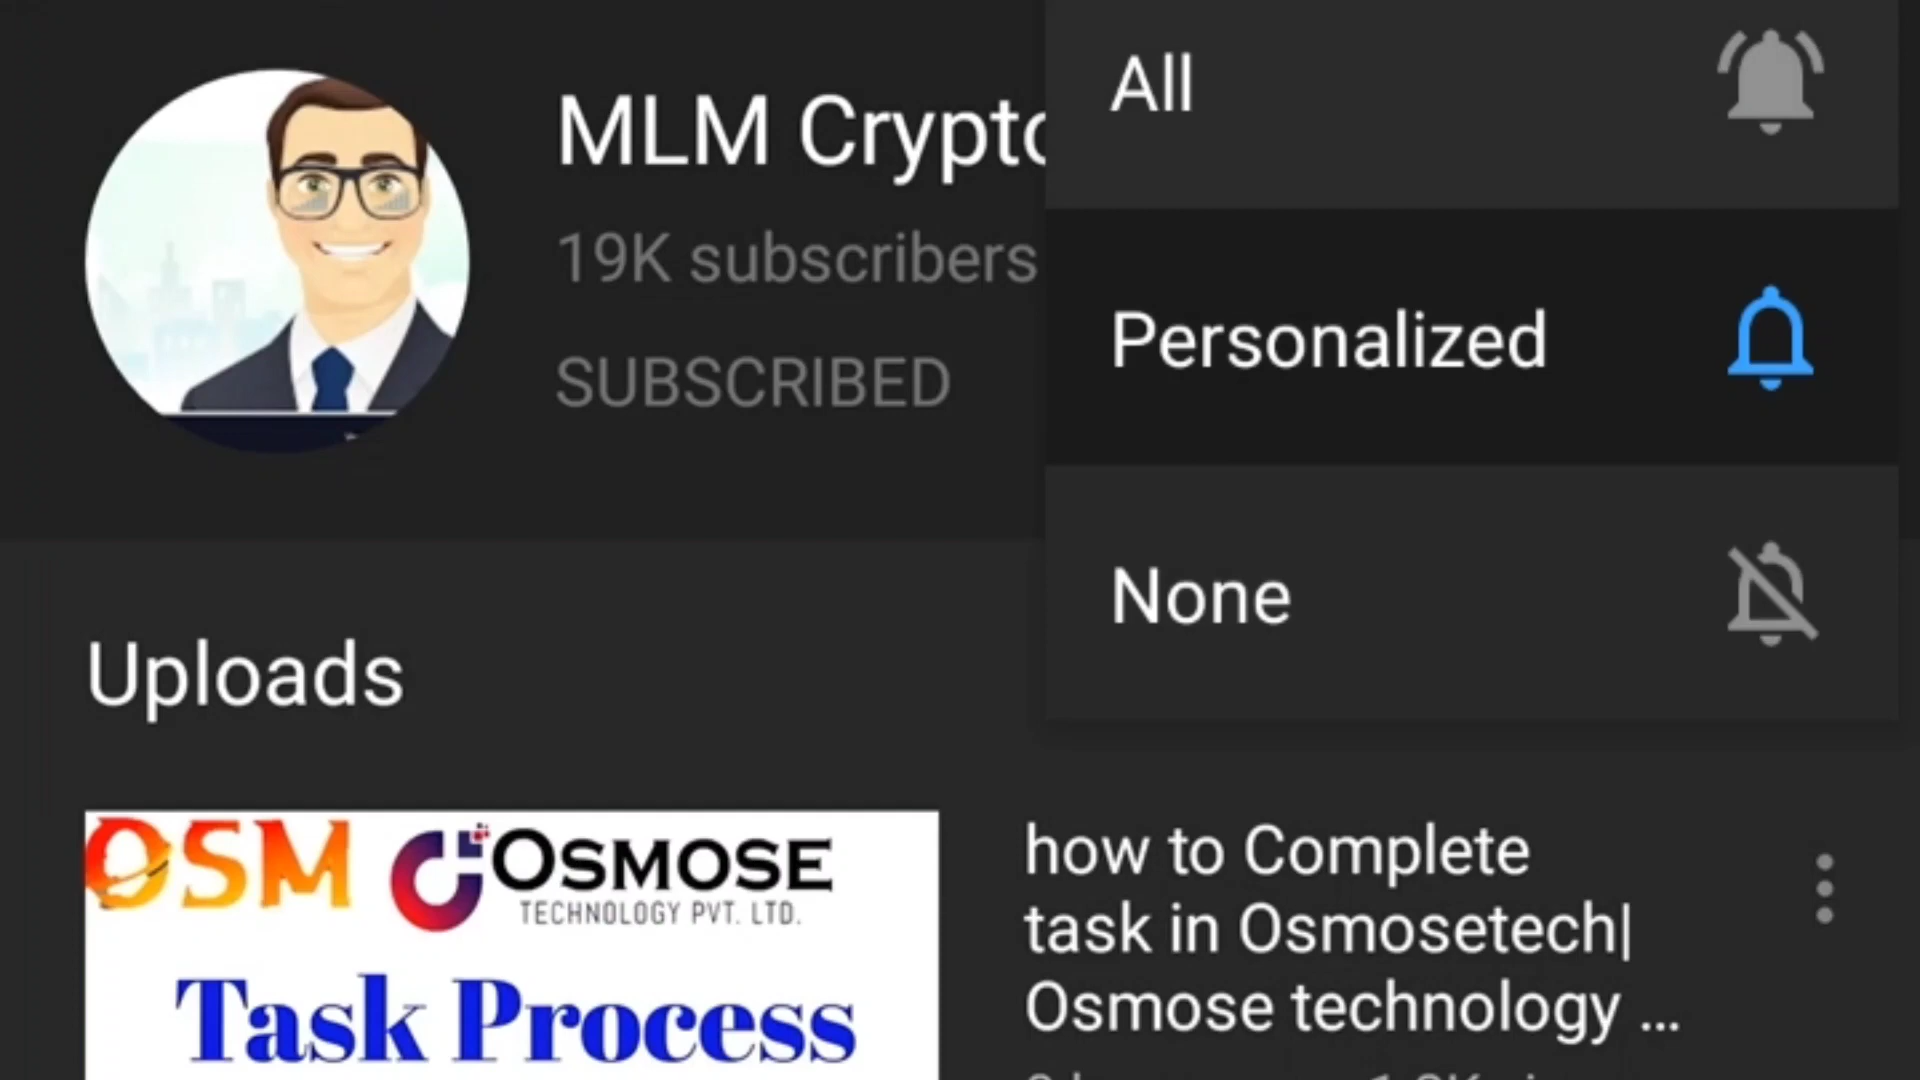 MLM Crypto
19K subscribers
SUBSCRIBED
All
Personalized
None
Uploads
OSM OSMOSE
TECHNOLOGY PVT. LTD.
Task Process
how to Complete
task in Osmosetech|
Osmose technology ...